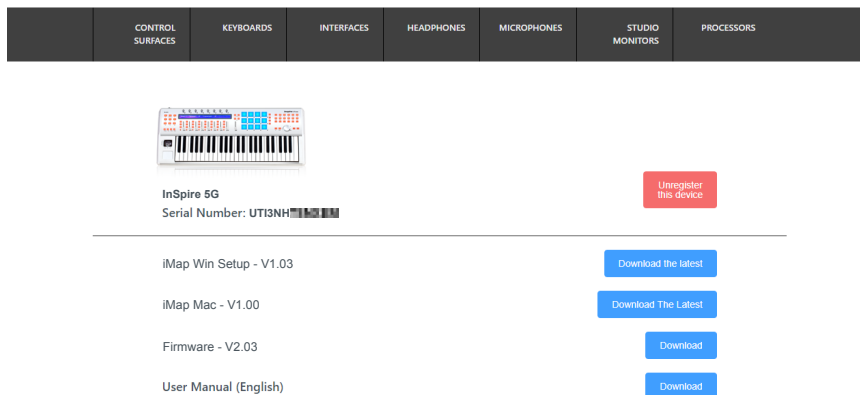 CONTROL SURFACES
KEYBOARDS
INTERFACES
HEADPHONES
MICROPHONES
STUDIO MONITORS
PROCESSORS
InSpire 5G
Serial Number: UTI3NH
Unregister
this device
iMap Win Setup - V1.03
Download the latest
iMap Mac - V1.00
Download The Latest
Firmware - V2.03
Download
User Manual (English)
Download